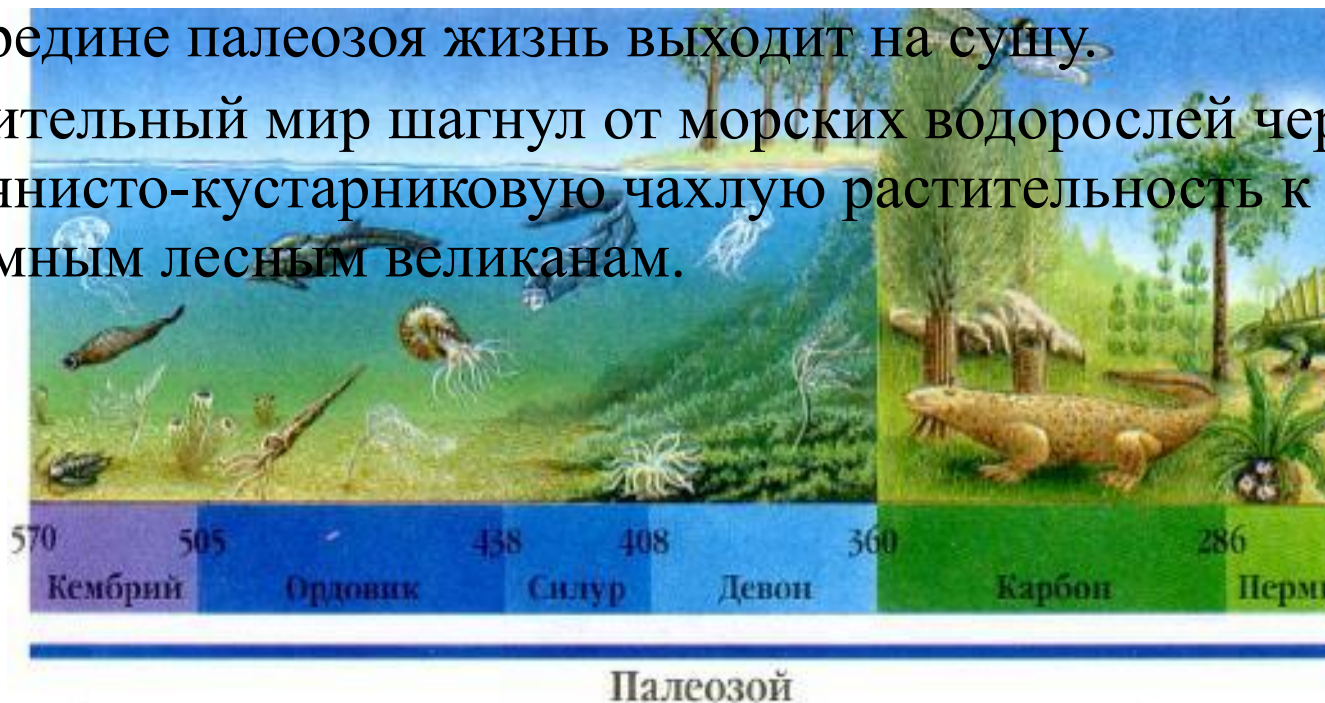 редине палеозоя жизнь выходит на сушу.
ительный мир шагнул от морских водорослей чер
ннисто-кустарниковую чахлую растительность к
мным лесным великанам.
570 505 438 408 360 286
Кембрий Ордовик Силур Девон Карбон Перм
Палеозой